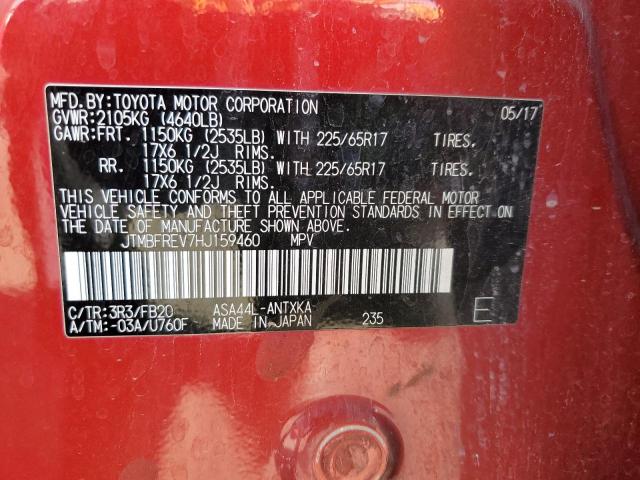 MFD.BY:TOYOTA MOTOR CORPORATION 05/17
GVWR:2105KG (4640LB)
GAWR:FRT. 1150KG (2535LB) WITH 225/65R17 TIRES.
17X6 1/2J RIMS.
RR. 1150KG (2535LB) WITH 225/65R17 TIRES.
17X6 1/2J RIMS.
THIS VEHICLE CONFORMS TO ALL APPLICABLE FEDERAL MOTOR
VEHICLE SAFETY AND THEFT PREVENTION STANDARDS IN EFFECT ON
THE DATE OF MANUFACTURE SHOWN ABOVE.
JTMBFREV7HJ159460 MPV
C/TR:3R3/FB20 ASA44L-ANTXKA
A/TM:-03A/U760F MADE IN JAPAN 235 E